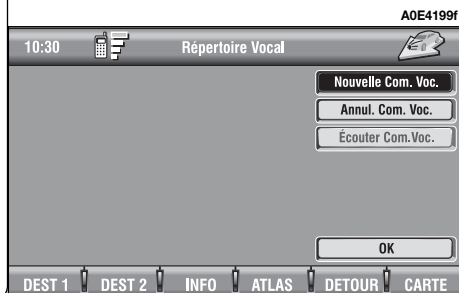 A0E4199f
10:30 Répertoire Vocal
Nouvelle Com. Voc.
Annul. Com. Voc.
Écouter Com.Voc.
OK
DEST 1 DEST 2 INFO ATLAS DETOUR CARTE